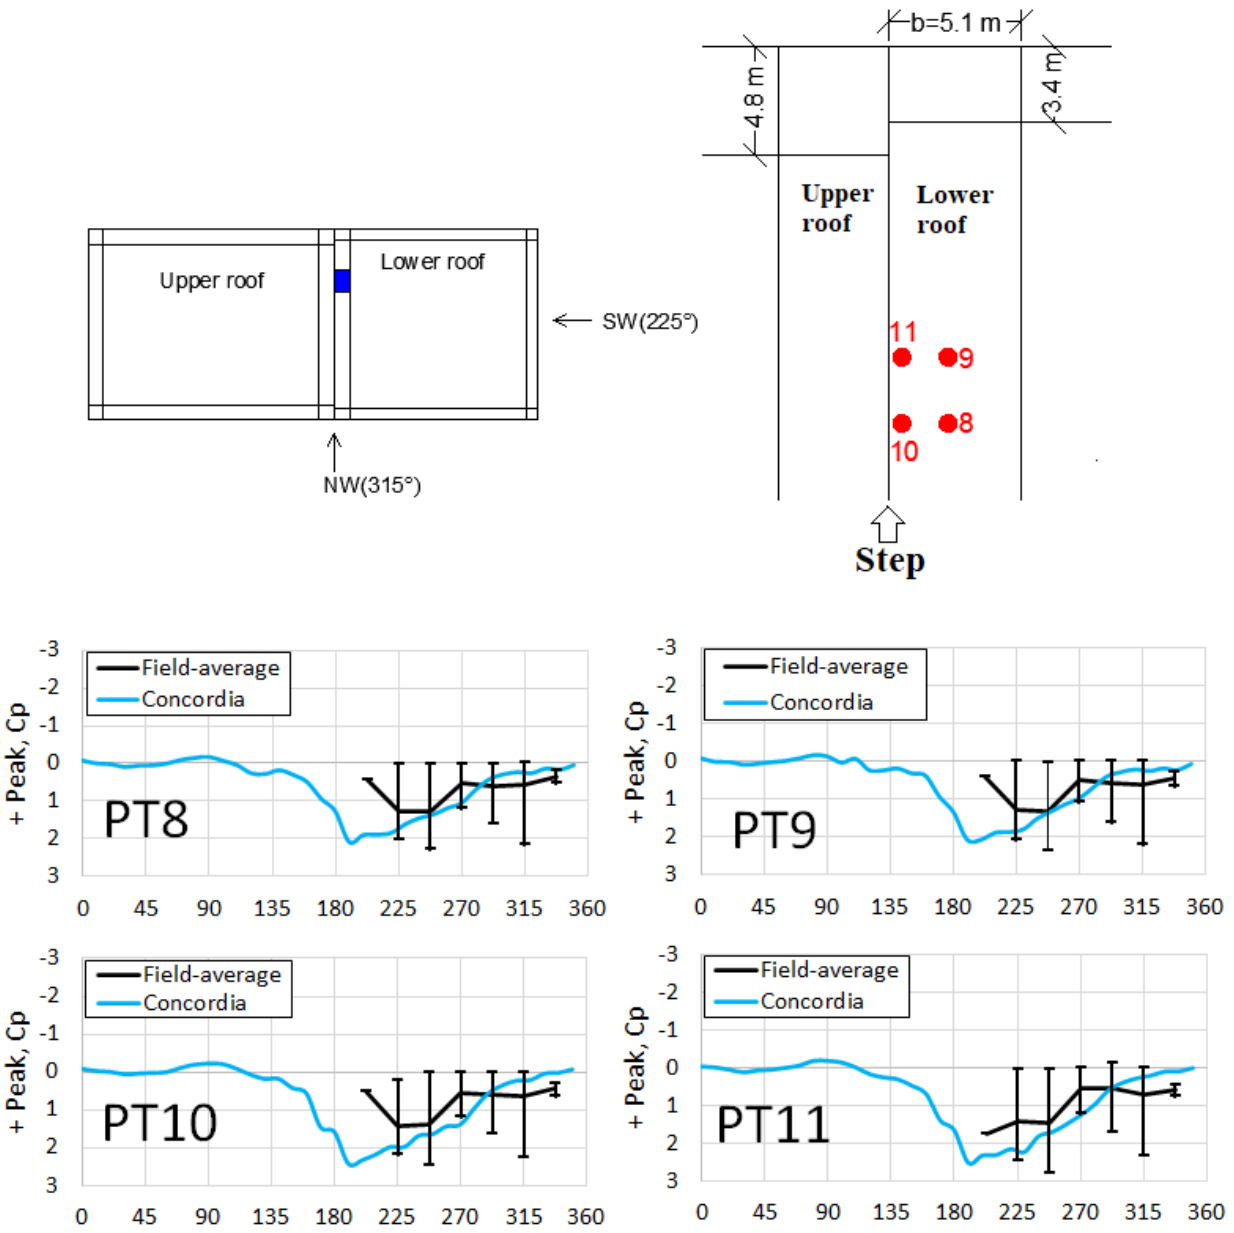 b=5.1 m
4.8 m
3.4 m
Upper roof
Lower roof
SW(225°)
NW(315°)
Upper
roof
Lower
roof
11
9
8
10
Step
-3
-2
-1
0
1
2
3
+ Peak, Cp
Field-average
Concordia
PT8
0 45 90 135 180 225 270 315 360
-3
-2
-1
0
1
2
3
+ Peak, Cp
Field-average
Concordia
PT9
0 45 90 135 180 225 270 315 360
-3
-2
-1
0
1
2
3
+ Peak, Cp
Field-average
Concordia
PT10
0 45 90 135 180 225 270 315 360
-3
-2
-1
0
1
2
3
+ Peak, Cp
Field-average
Concordia
PT11
0 45 90 135 180 225 270 315 360